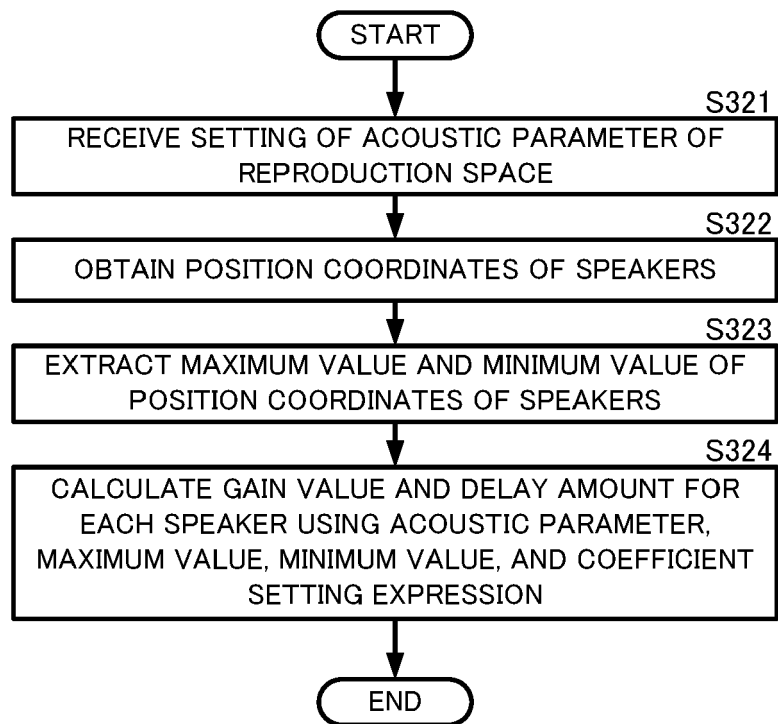 START
S321
RECEIVE SETTING OF ACOUSTIC PARAMETER OF
REPRODUCTION SPACE
S322
OBTAIN POSITION COORDINATES OF SPEAKERS
S323
EXTRACT MAXIMUM VALUE AND MINIMUM VALUE OF
POSITION COORDINATES OF SPEAKERS
S324
CALCULATE GAIN VALUE AND DELAY AMOUNT FOR
EACH SPEAKER USING ACOUSTIC PARAMETER,
MAXIMUM VALUE, MINIMUM VALUE, AND COEFFICIENT
SETTING EXPRESSION
END